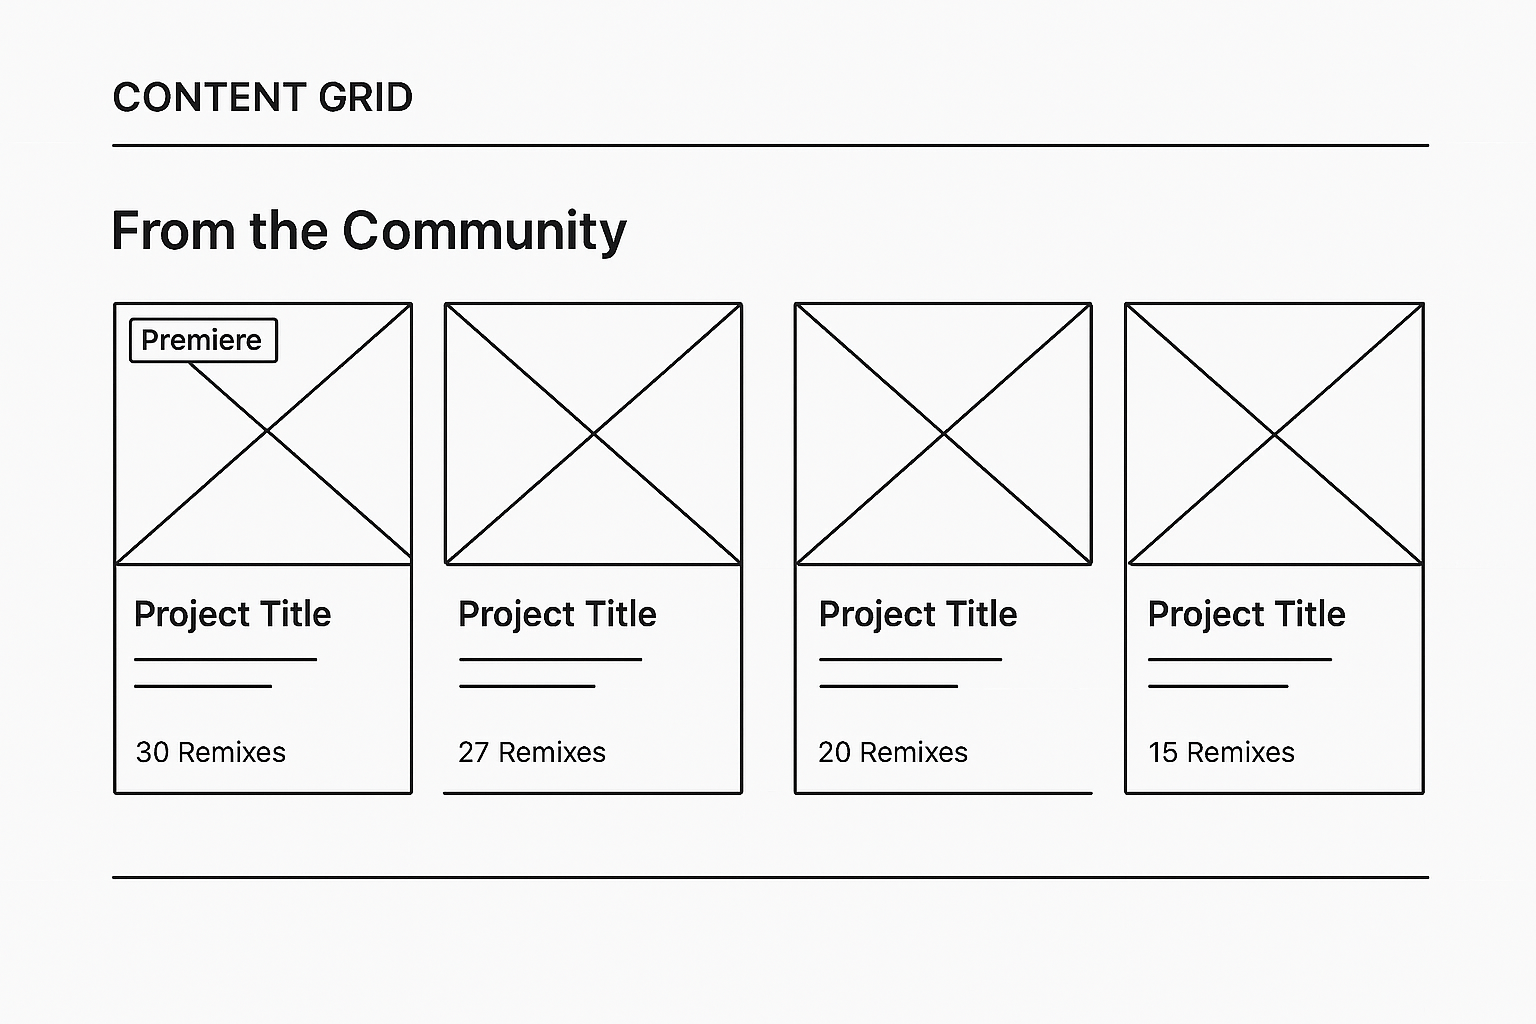 CONTENT GRID
From the Community
Premiere
Project Title
30 Remixes
Project Title
27 Remixes
Project Title
20 Remixes
Project Title
15 Remixes